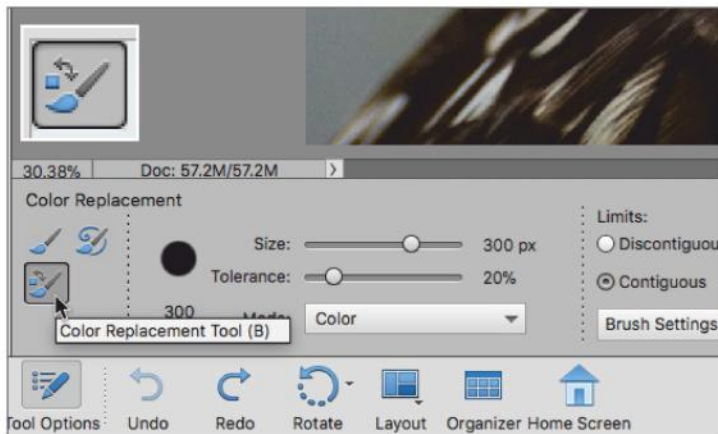 30.38% Doc: 57.2M/57.2M >
Color Replacement
Size: 300 px
Tolerance: 20%
300
Color
Color Replacement Tool (B)
Limits:
Discontiguou
Contiguous
Brush Settings
Tool Options Undo Redo Rotate Layout Organizer Home Screen